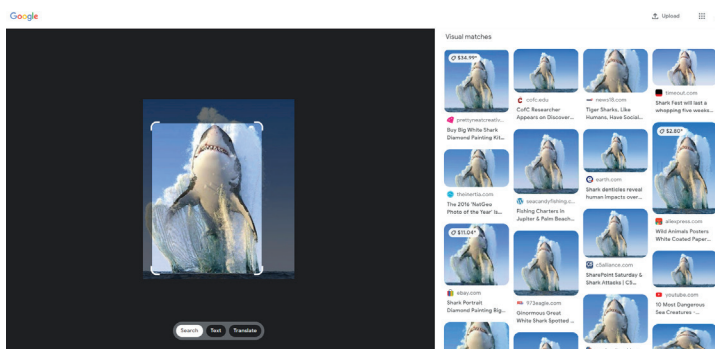 Google
Upload
Visual matches
$34.99*
prettyneatcreativ...
Buy Big White Shark
Diamond Painting Kit...
theinertia.com
The 2016 'NatGeo
Photo of the Year' is...
$11.04*
ebay.com
Shark Portrait
Diamond Painting Big...
cofc.edu
CofC Researcher
Appears on Discover...
seacandyfishing.c...
Fishing Charters in
Jupiter & Palm Beach...
973eagle.com
Ginormous Great
White Shark Spotted ...
news18.com
Tiger Sharks, Like
Humans, Have Social...
earth.com
Shark denticles reveal
human impacts over...
c5alliance.com
SharePoint Saturday &
Shark Attacks | C5...
timeout.com
Shark Fest will last a
whopping five weeks...
$2.80*
aliexpress.com
Wild Animals Posters
White Coated Paper...
youtube.com
10 Most Dangerous
Sea Creatures -...
Search
Text
Translate